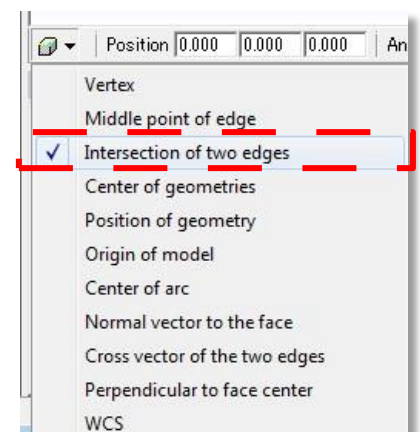 Position 0.000 0.000 0.000 An
Vertex
Middle point of edge
Intersection of two edges
Center of geometries
Position of geometry
Origin of model
Center of arc
Normal vector to the face
Cross vector of the two edges
Perpendicular to face center
WCS